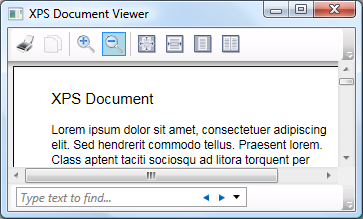 XPS Document Viewer
XPS Document
Lorem ipsum dolor sit amet, consectetuer adipiscing
elit. Sed hendrerit commodo tellus. Praesent lorem.
Class aptent taciti sociosqu ad litora torquent per
Type text to find...